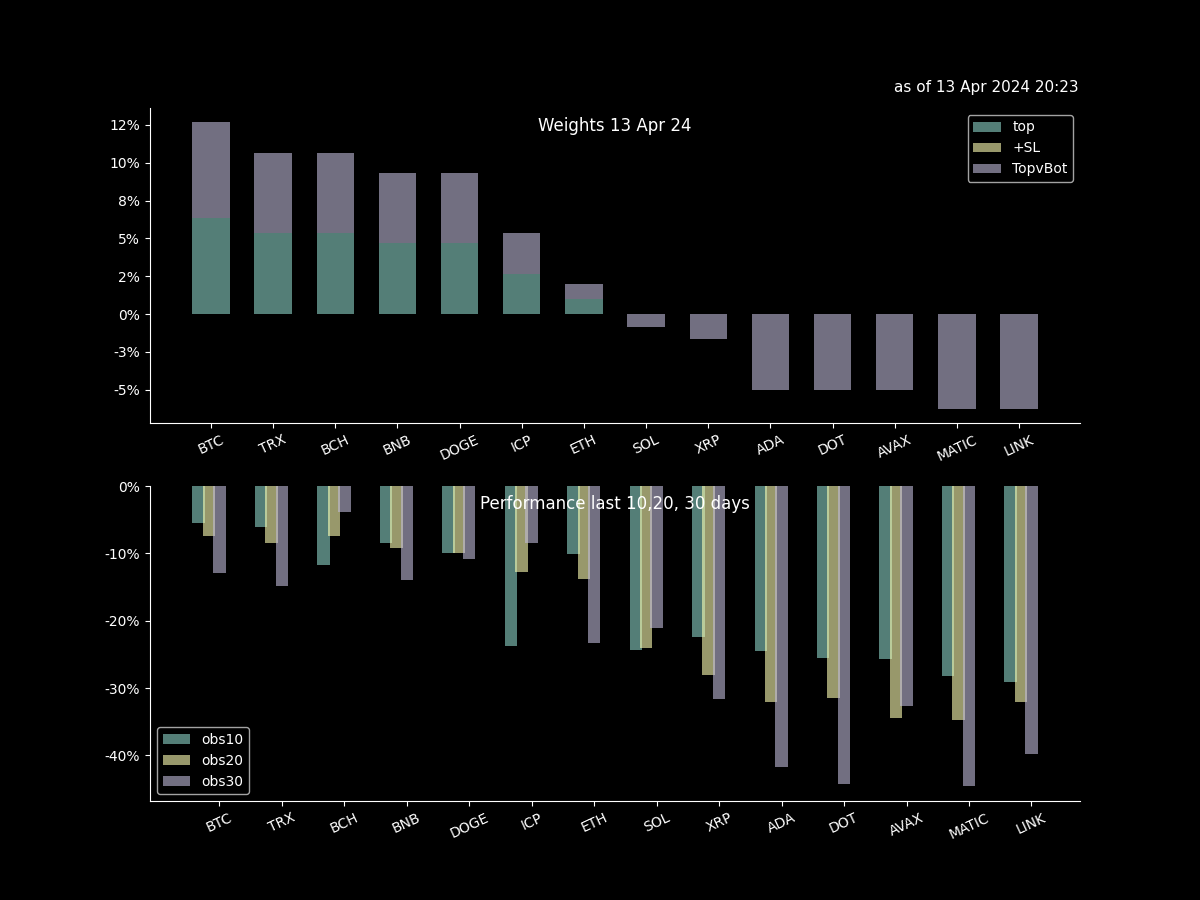 as of 13 Apr 2024 20:23
Weights 13 Apr 24
top
+SL
TopvBot
12%
10%
8%
5%
2%
0%
-3%
-5%
BTC TRX BCH BNB DOGE ICP ETH SOL XRP ADA DOT AVAX MATIC LINK
Performance last 10,20, 30 days
0%
-10%
-20%
-30%
-40%
obs10
obs20
obs30
BTC TRX BCH BNB DOGE ICP ETH SOL XRP ADA DOT AVAX MATIC LINK